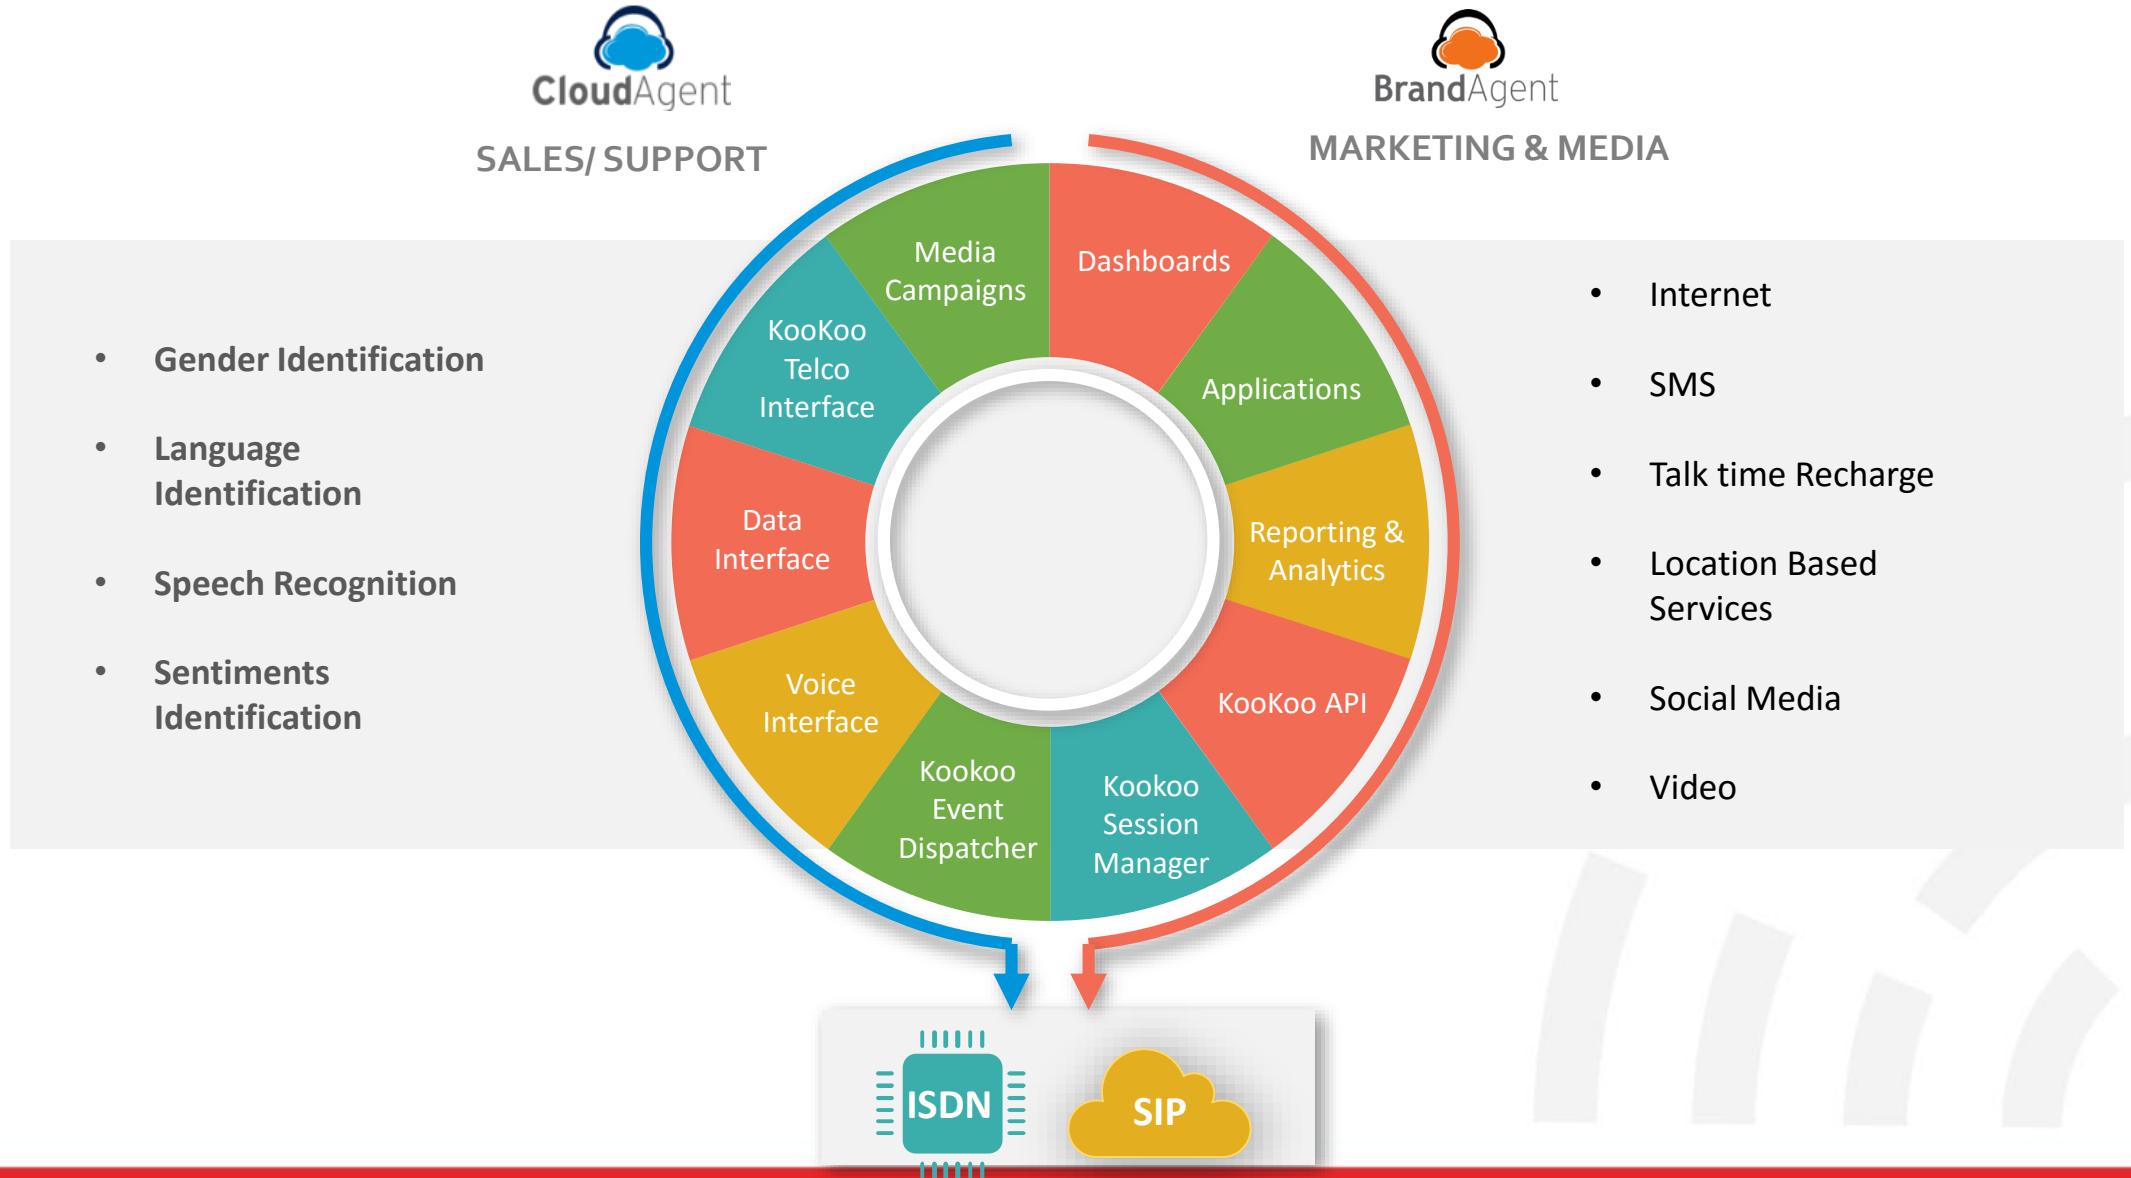 CloudAgent
SALES/ SUPPORT
BrandAgent
MARKETING & MEDIA
• Gender Identification
• Language
Identification
• Speech Recognition
• Sentiments
Identification
Media
Campaigns
Dashboards
KooKoo
Telco
Interface
Applications
Data
Interface
Reporting &
Analytics
Voice
Interface
KooKoo API
Kookoo
Event
Dispatcher
Kookoo
Session
Manager
• Internet
• SMS
• Talk time Recharge
• Location Based
Services
• Social Media
• Video
ISDN
SIP